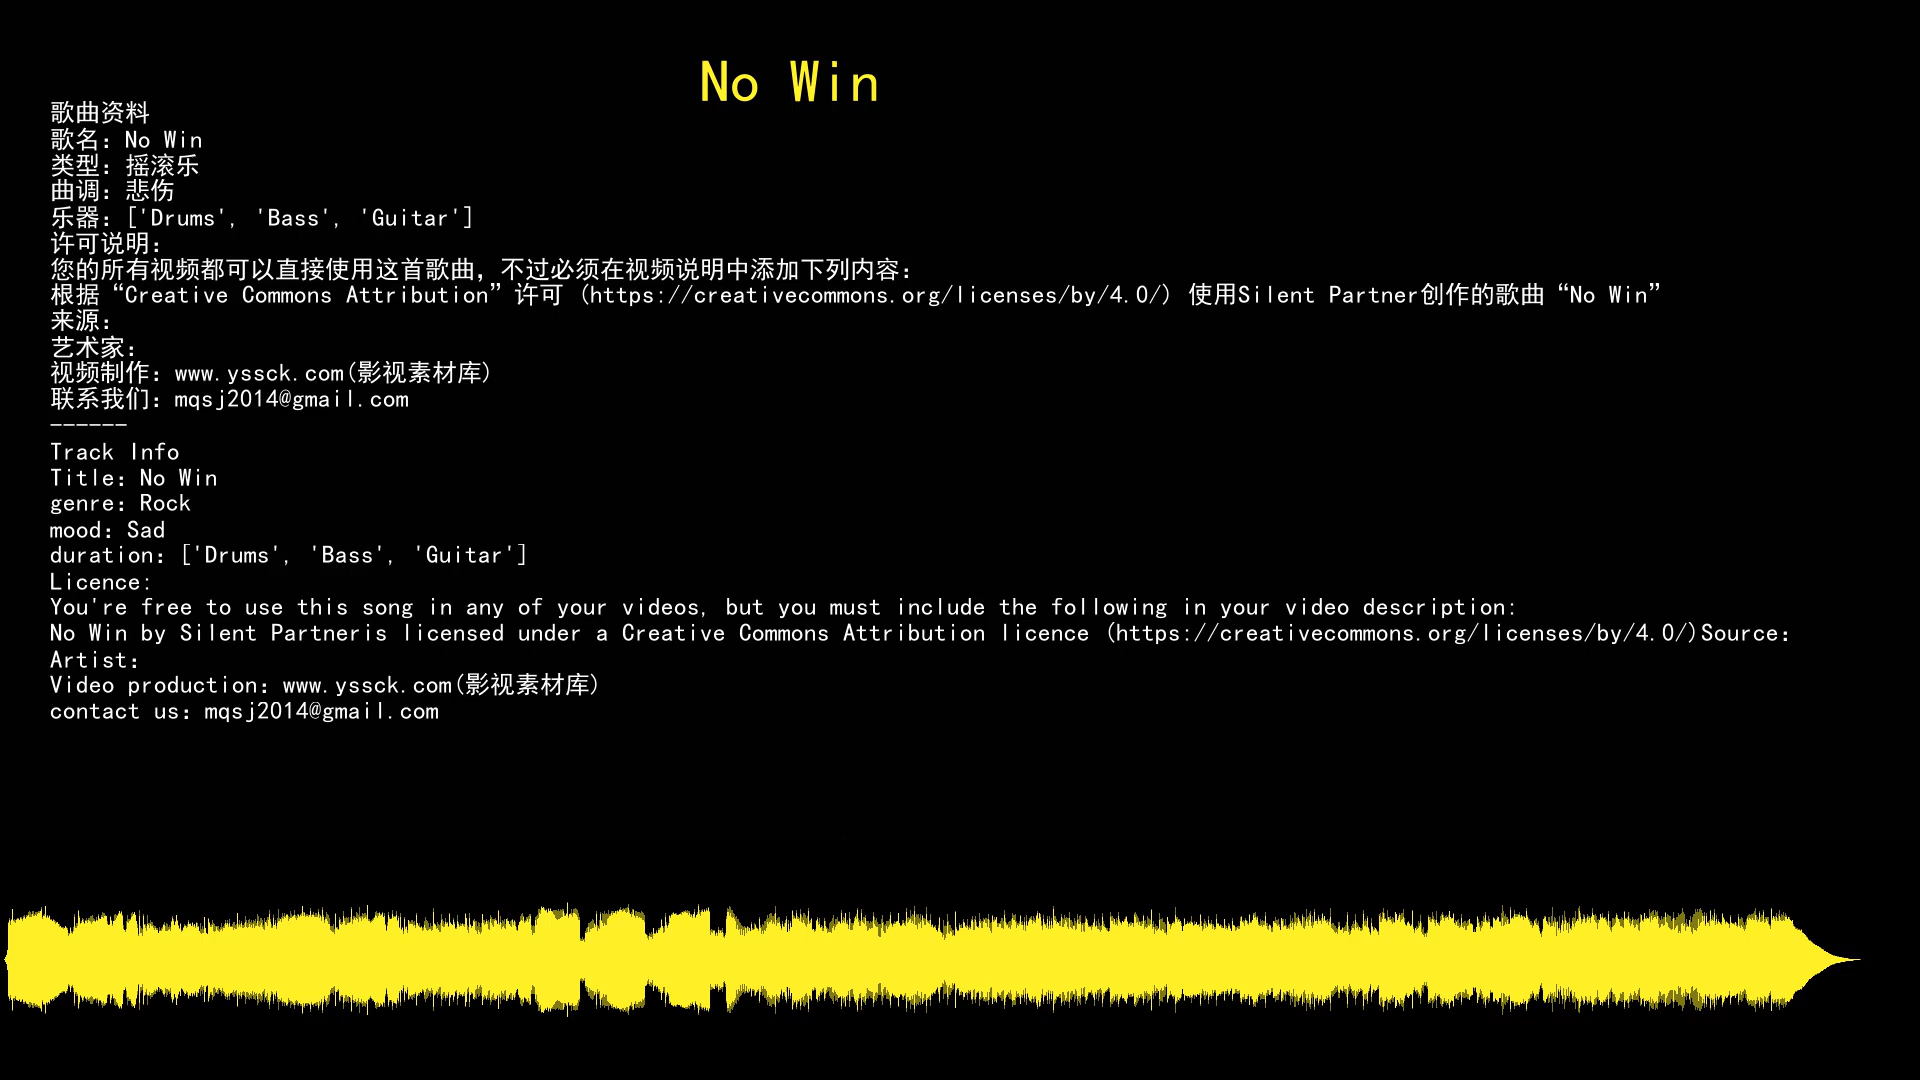 No Win
歌曲资料
歌名：No Win
类型：摇滚乐
曲调：悲伤
乐器：['Drums', 'Bass', 'Guitar']
许可说明：
您的所有视频都可以直接使用这首歌曲，不过必须在视频说明中添加下列内容：
根据“Creative Commons Attribution”许可 (https://creativecommons.org/licenses/by/4.0/) 使用Silent Partner创作的歌曲“No Win”
来源：
艺术家：
视频制作：www.yssck.com(影视素材库)
联系我们：mqsj2014@gmail.com
------
Track Info
Title：No Win
genre：Rock
mood：Sad
duration：['Drums', 'Bass', 'Guitar']
Licence:
You're free to use this song in any of your videos, but you must include the following in your video description:
No Win by Silent Partneris licensed under a Creative Commons Attribution licence (https://creativecommons.org/licenses/by/4.0/)Source：
Artist：
Video production：www.yssck.com(影视素材库)
contact us：mqsj2014@gmail.com